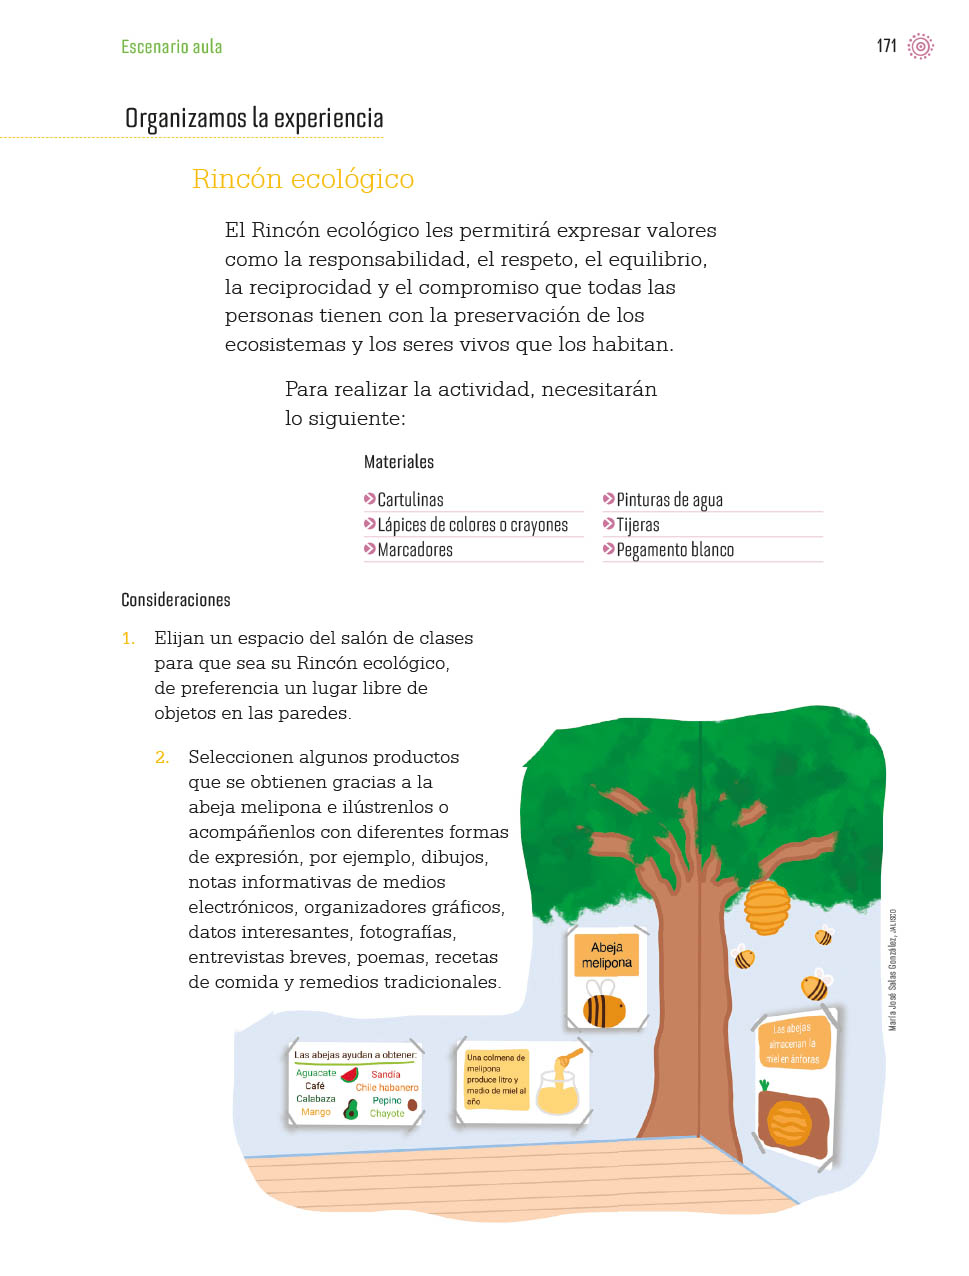 Escenario aula
171
Organizamos la experiencia
Rincón ecológico
El Rincón ecológico les permitirá expresar valores
como la responsabilidad, el respeto, el equilibrio,
la reciprocidad y el compromiso que todas las
personas tienen con la preservación de los
ecosistemas y los seres vivos que los habitan.
Para realizar la actividad, necesitarán
lo siguiente:
Materiales
Cartulinas
Lápices de colores o crayones
Marcadores
Pinturas de agua
Tijeras
Pegamento blanco
Consideraciones
1. Elijan un espacio del salón de clases
para que sea su Rincón ecológico,
de preferencia un lugar libre de
objetos en las paredes.
2. Seleccionen algunos productos
que se obtienen gracias a la
abeja melipona e ilústrenlos o
acompáñenlos con diferentes formas
de expresión, por ejemplo, dibujos,
notas informativas de medios
electrónicos, organizadores gráficos,
datos interesantes, fotografías,
entrevistas breves, poemas, recetas
de comida y remedios tradicionales.
Las abejas ayudan a obtener:
Aguacate
Café
Calabaza
Mango
Sandía
Chile habanero
Pepino
Chayote
Una colmena de
melipona
produce litro y
medio de miel al
año
Abeja
melipona
Las abejas
almacenan la
miel en ánforas
María José Salas González, JALISCO